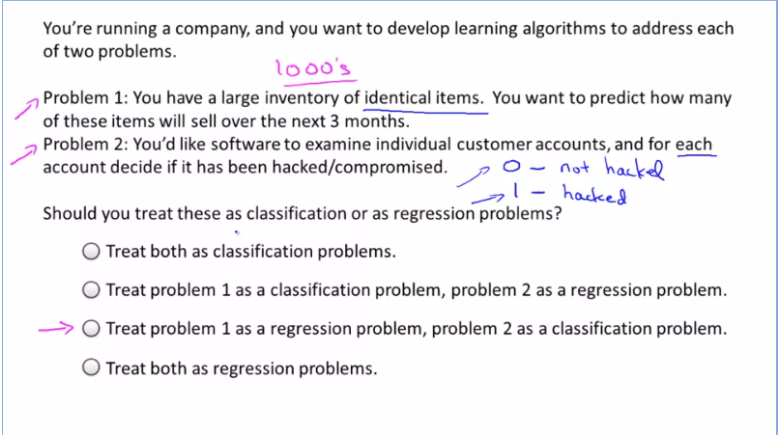 You're running a company, and you want to develop learning algorithms to address each
of two problems.
1000's
Problem 1: You have a large inventory of identical items. You want to predict how many
of these items will sell over the next 3 months.
Problem 2: You'd like software to examine individual customer accounts, and for each
account decide if it has been hacked/compromised.
0 - not hacked
1 - hacked
Should you treat these as classification or as regression problems?
Treat both as classification problems.
Treat problem 1 as a classification problem, problem 2 as a regression problem.
Treat problem 1 as a regression problem, problem 2 as a classification problem.
Treat both as regression problems.